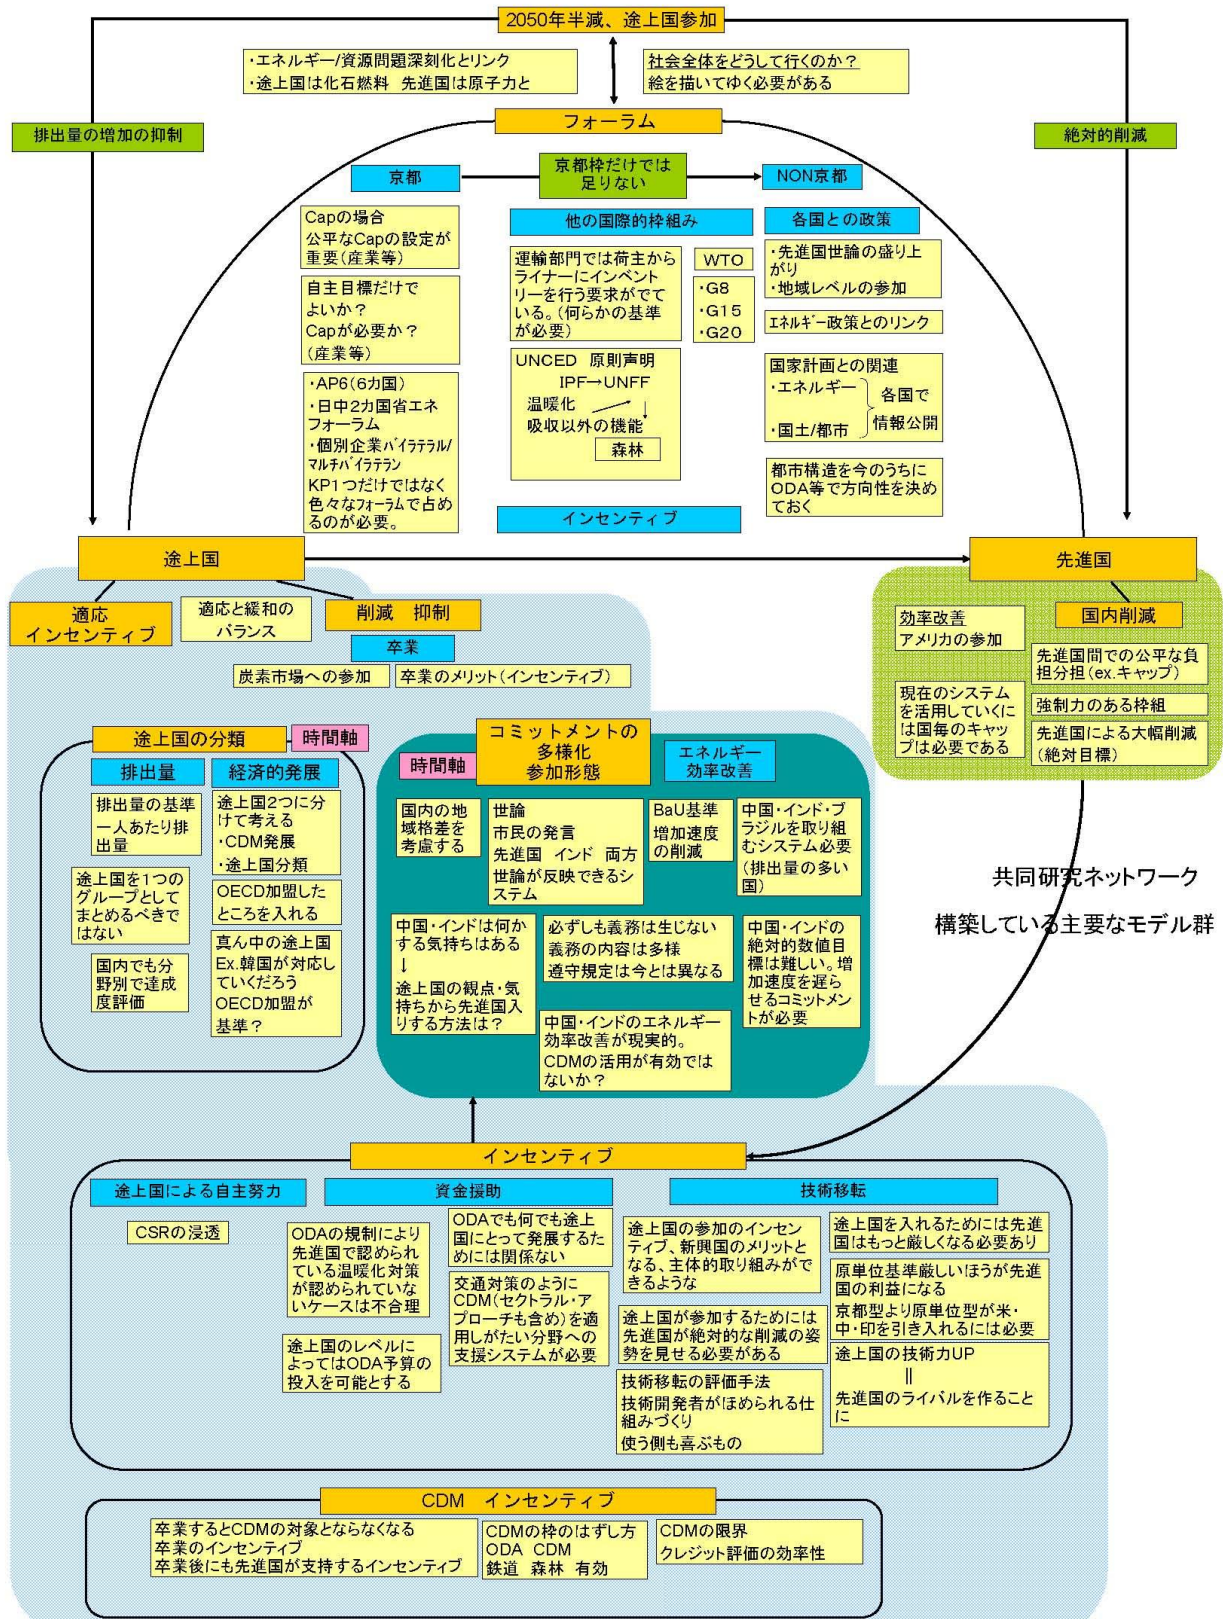 2050年半減、途上国参加
・エネルギー/資源問題深刻化とリンク
・途上国は化石燃料 先進国は原子力と
社会全体をどうして行くのか？
絵を描いてゆく必要がある
排出量の増加の抑制
フォーラム
絶対的削減
京都
京都枠だけでは
足りない
NON京都
Capの場合
公平なCapの設定が
重要(産業等)
自主目標だけで
よいか？
Capが必要か？
(産業等)
・AP6(6カ国)
・日中2カ国省エネ
フォーラム
・個別企業バイラテラル/
マルチバイラテラン
KP1つだけではなく
色々なフォーラムで占め
るのが必要。
他の国際的枠組み
運輸部門では荷主から
ライナーにインベント
リーを行う要求がでて
いる。(何らかの基準
が必要)
WTO
・G8
・G15
・G20
UNCED 原則声明
IPF→UNFF
温暖化
吸収以外の機能
森林
各国との政策
・先進国世論の盛り上
がり
・地域レベルの参加
エネルギー政策とのリンク
国家計画との関連
・エネルギー
・国土/都市
各国で
情報公開
都市構造を今のうちに
ODA等で方向性を決め
ておく
インセンティブ
途上国
先進国
適応
インセンティブ
適応と緩和の
バランス
削減 抑制
卒業
炭素市場への参加
卒業のメリット(インセンティブ)
効率改善
アメリカの参加
国内削減
先進国間での公平な負
担分担(ex.キャップ)
現在のシステム
を活用していくに
は国毎のキャッ
プは必要である
強制力のある枠組
先進国による大幅削減
(絶対目標)
途上国の分類
時間軸
排出量
経済的発展
排出量の基準
一人あたり排
出量
途上国を1つの
グループとして
まとめるべきで
はない
国内でも分
野別で達成
度評価
途上国2つに分
けて考える
・CDM発展
・途上国分類
OECD加盟した
ところを入れる
真ん中の途上国
Ex.韓国が対応し
ていくだろう
OECD加盟が
基準？
時間軸
コミットメントの
多様化
参加形態
エネルギー
効率改善
国内の地
域格差を
考慮する
世論
市民の発言
先進国 インド 両方
世論が反映できるシ
ステム
BaU基準
増加速度
の削減
中国・インド・ブ
ラジルを取り組
むシステム必要
(排出量の多い
国)
中国・インドは何か
する気持ちはある
↓
途上国の観点・気
持ちから先進国入
りする方法は？
必ずしも義務は生じない
義務の内容は多様
遵守規定は今とは異なる
中国・インドの
絶対的数値目
標は難しい。増
加速度を遅ら
せるコミットメ
ントが必要
中国・インドのエネルギー
効率改善が現実的。
CDMの活用が有効では
ないか？
共同研究ネットワーク
構築している主要なモデル群
インセンティブ
途上国による自主努力
資金援助
技術移転
CSRの浸透
ODAの規制により
先進国で認められ
ている温暖化対策
が認められていな
いケースは不合理
途上国のレベルに
よってはODA予算の
投入を可能とする
ODAでも何でも途上
国にとって発展するた
めには関係ない
交通対策のように
CDM(セクトラル・ア
プローチも含め)を適
用しがたい分野への
支援システムが必要
途上国の参加のインセン
ティブ、新興国のメリットと
なる、主体的取り組みがで
きるような
途上国が参加するためには
先進国が絶対的な削減の姿
勢を見せる必要がある
技術移転の評価手法
技術開発者がほめられる仕
組みづくり
使う側も喜ぶもの
途上国を入れるためには先進
国はもっと厳しくなる必要あり
原単位基準厳しいほうが先進
国の利益になる
京都型より原単位型が米・
中・印を引き入れるには必要
途上国の技術力UP
||
先進国のライバルを作ること
に
CDM インセンティブ
卒業するとCDMの対象とならなくなる
卒業のインセンティブ
卒業後にも先進国が支持するインセンティブ
CDMの枠のはずし方
ODA CDM
鉄道 森林 有効
CDMの限界
クレジット評価の効率性